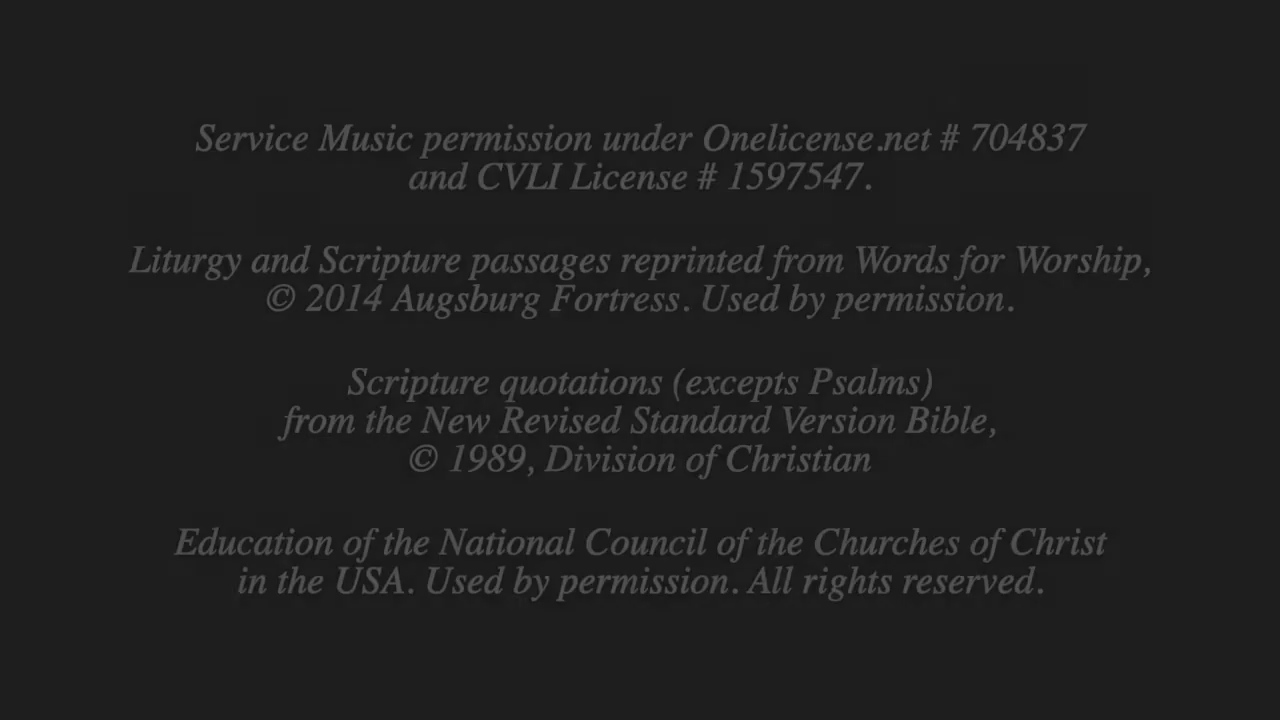 Service Music permission under Onelicense.net # 704837
and CVLI License # 1597547.
Liturgy and Scripture passages reprinted from Words for Worship,
© 2014 Augsburg Fortress. Used by permission.
Scripture quotations (excepts Psalms)
from the New Revised Standard Version Bible,
© 1989, Division of Christian
Education of the National Council of the Churches of Christ
in the USA. Used by permission. All rights reserved.